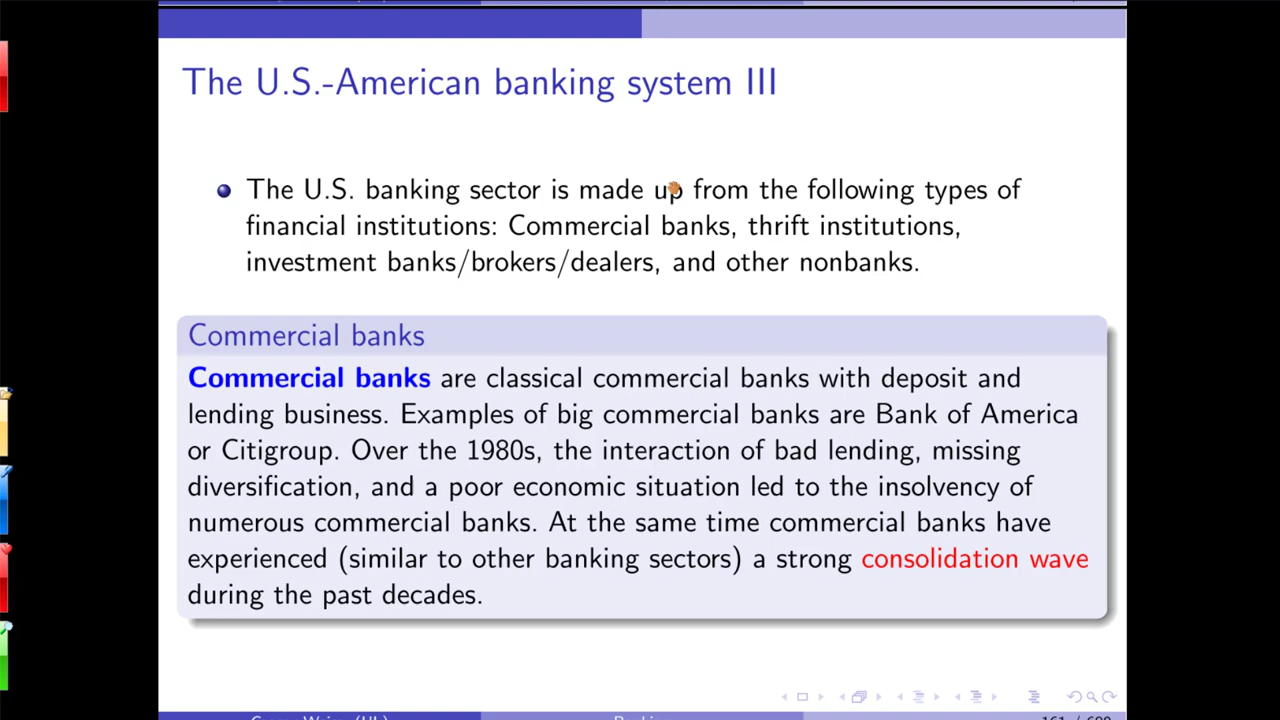 The U.S.-American banking system III
The U.S. banking sector is made up from the following types of
financial institutions: Commercial banks, thrift institutions,
investment banks/brokers/dealers, and other nonbanks.
Commercial banks
Commercial banks are classical commercial banks with deposit and
lending business. Examples of big commercial banks are Bank of America
or Citigroup. Over the 1980s, the interaction of bad lending, missing
diversification, and a poor economic situation led to the insolvency of
numerous commercial banks. At the same time commercial banks have
experienced (similar to other banking sectors) a strong consolidation wave
during the past decades.